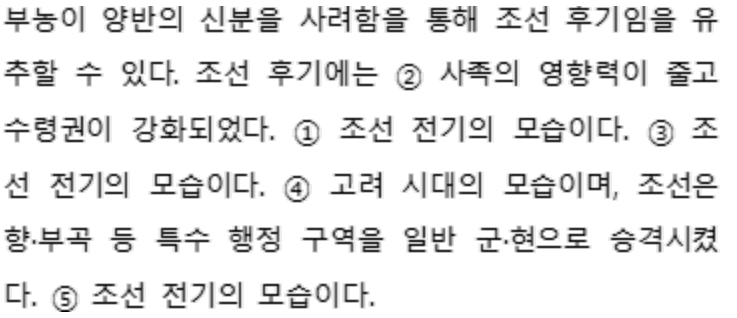 부농이 양반의 신분을 사려함을 통해 조선 후기임을 유
추할 수 있다. 조선 후기에는 ② 사족의 영향력이 줄고
수령권이 강화되었다. ① 조선 전기의 모습이다. ③ 조
선 전기의 모습이다. ④ 고려 시대의 모습이며, 조선은
향·부곡 등 특수 행정 구역을 일반 군·현으로 승격시켰
다. ⑤ 조선 전기의 모습이다.